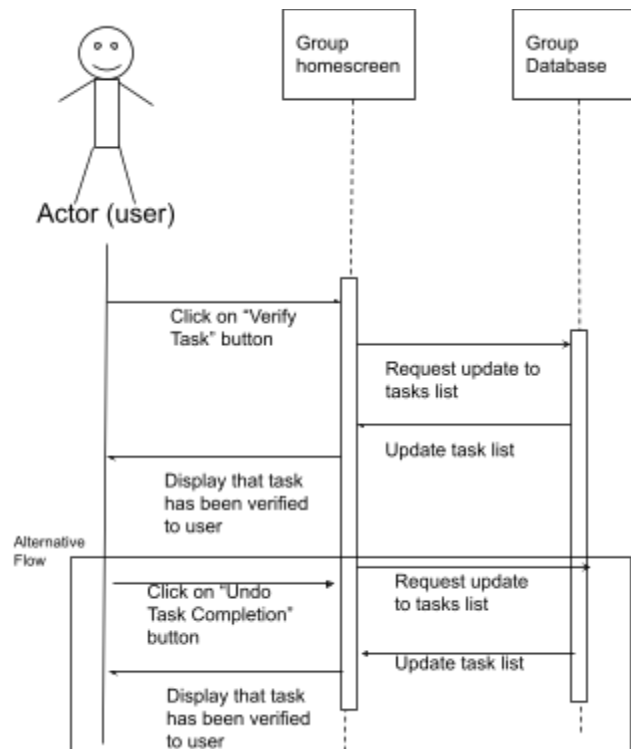 Group
homescreen
Group
Database
Actor (user)
Click on “Verify
Task” button
Request update to
tasks list
Update task list
Display that task
has been verified
to user
Alternative
Flow
Click on “Undo
Task Completion”
button
Request update
to tasks list
Update task list
Display that task
has been verified
to user